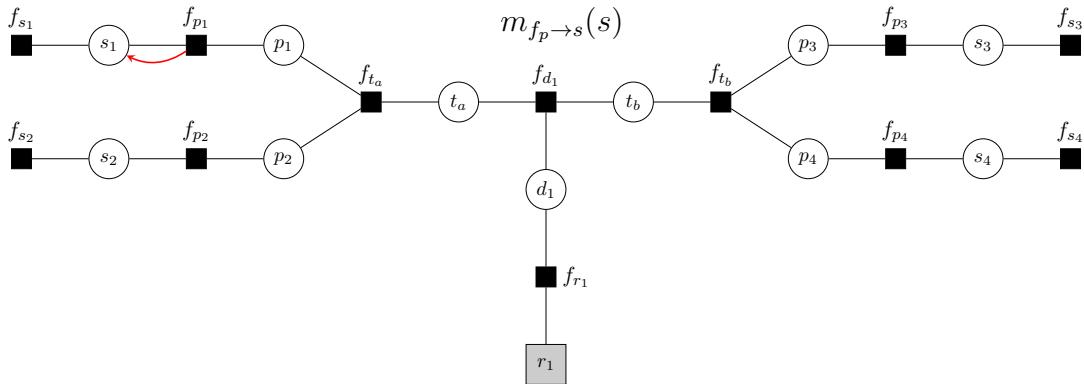 m_{f_p→s}(s)
f_{s_1} f_{p_1} f_{p_3} f_{s_3}
s_1 p_1 p_3 s_3
f_{t_a} f_{d_1} f_{t_b}
t_a t_b
f_{s_2} f_{p_2} f_{p_4} f_{s_4}
s_2 p_2 p_4 s_4
d_1
f_{r_1}
r_1